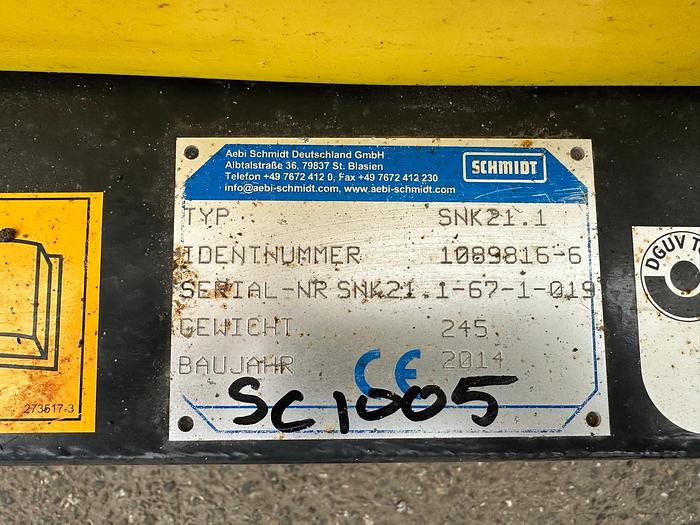 Aebi Schmidt Deutschland GmbH
Albtalstraße 36, 79837 St. Blasien
Telefon +49 7672 412 0, Fax +49 7672 412 230
info@aebi-schmidt.com, www.aebi-schmidt.com
SCHMIDT
TYP SNK21.1
IDENTNUMMER 1089816-6
SERIAL-NR SNK21.1-67-1-019
GEWICHT 245
BAUJAHR CE 2014
SC1005
273517-3
DGUV